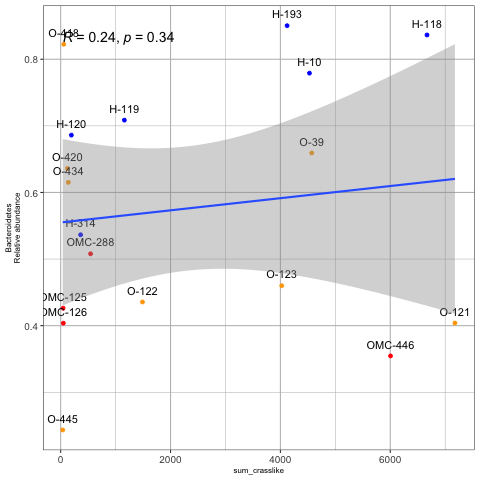 H-193
H-118
O-448
R = 0.24, p = 0.34
0.8
H-10
H-119
H-120
O-39
O-420
O-434
0.6
H-314
OMC-288
Bacteroidetes
Relative abundance
O-123
O-122
OMC-125
OMC-126
O-121
0.4
OMC-446
O-445
0 2000 4000 6000
sum_crasslike